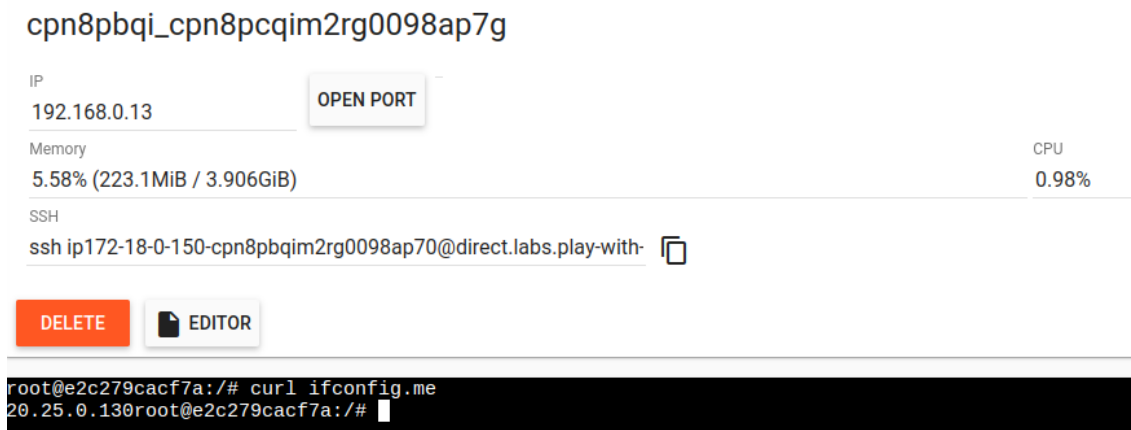 cpn8pbqi_cpn8pcqim2rg0098ap7g
IP
192.168.0.13
OPEN PORT
Memory
5.58% (223.1MiB / 3.906GiB)
CPU
0.98%
SSH
ssh ip172-18-0-150-cpn8pbqim2rg0098ap70@direct.labs.play-with-
DELETE
EDITOR
root@e2c279cacf7a:/# curl ifconfig.me
20.25.0.130root@e2c279cacf7a:/#